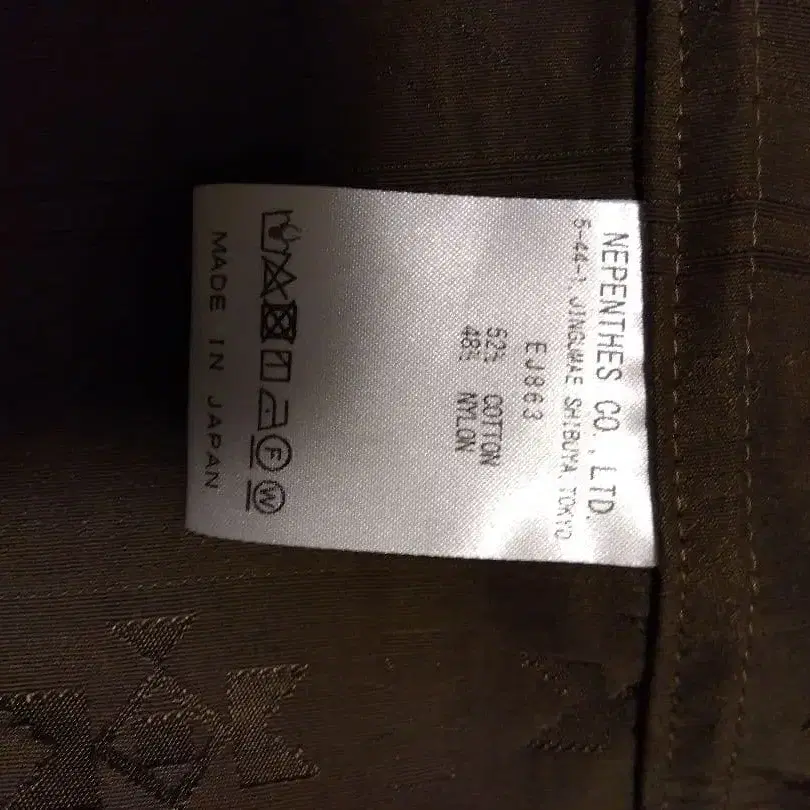 NEPENTHES CO., LTD.
5-44-1, JINGUMAE SHIBUYA, TOKYO
EJ863
52% COTTON
48% NYLON
F W
MADE IN JAPAN